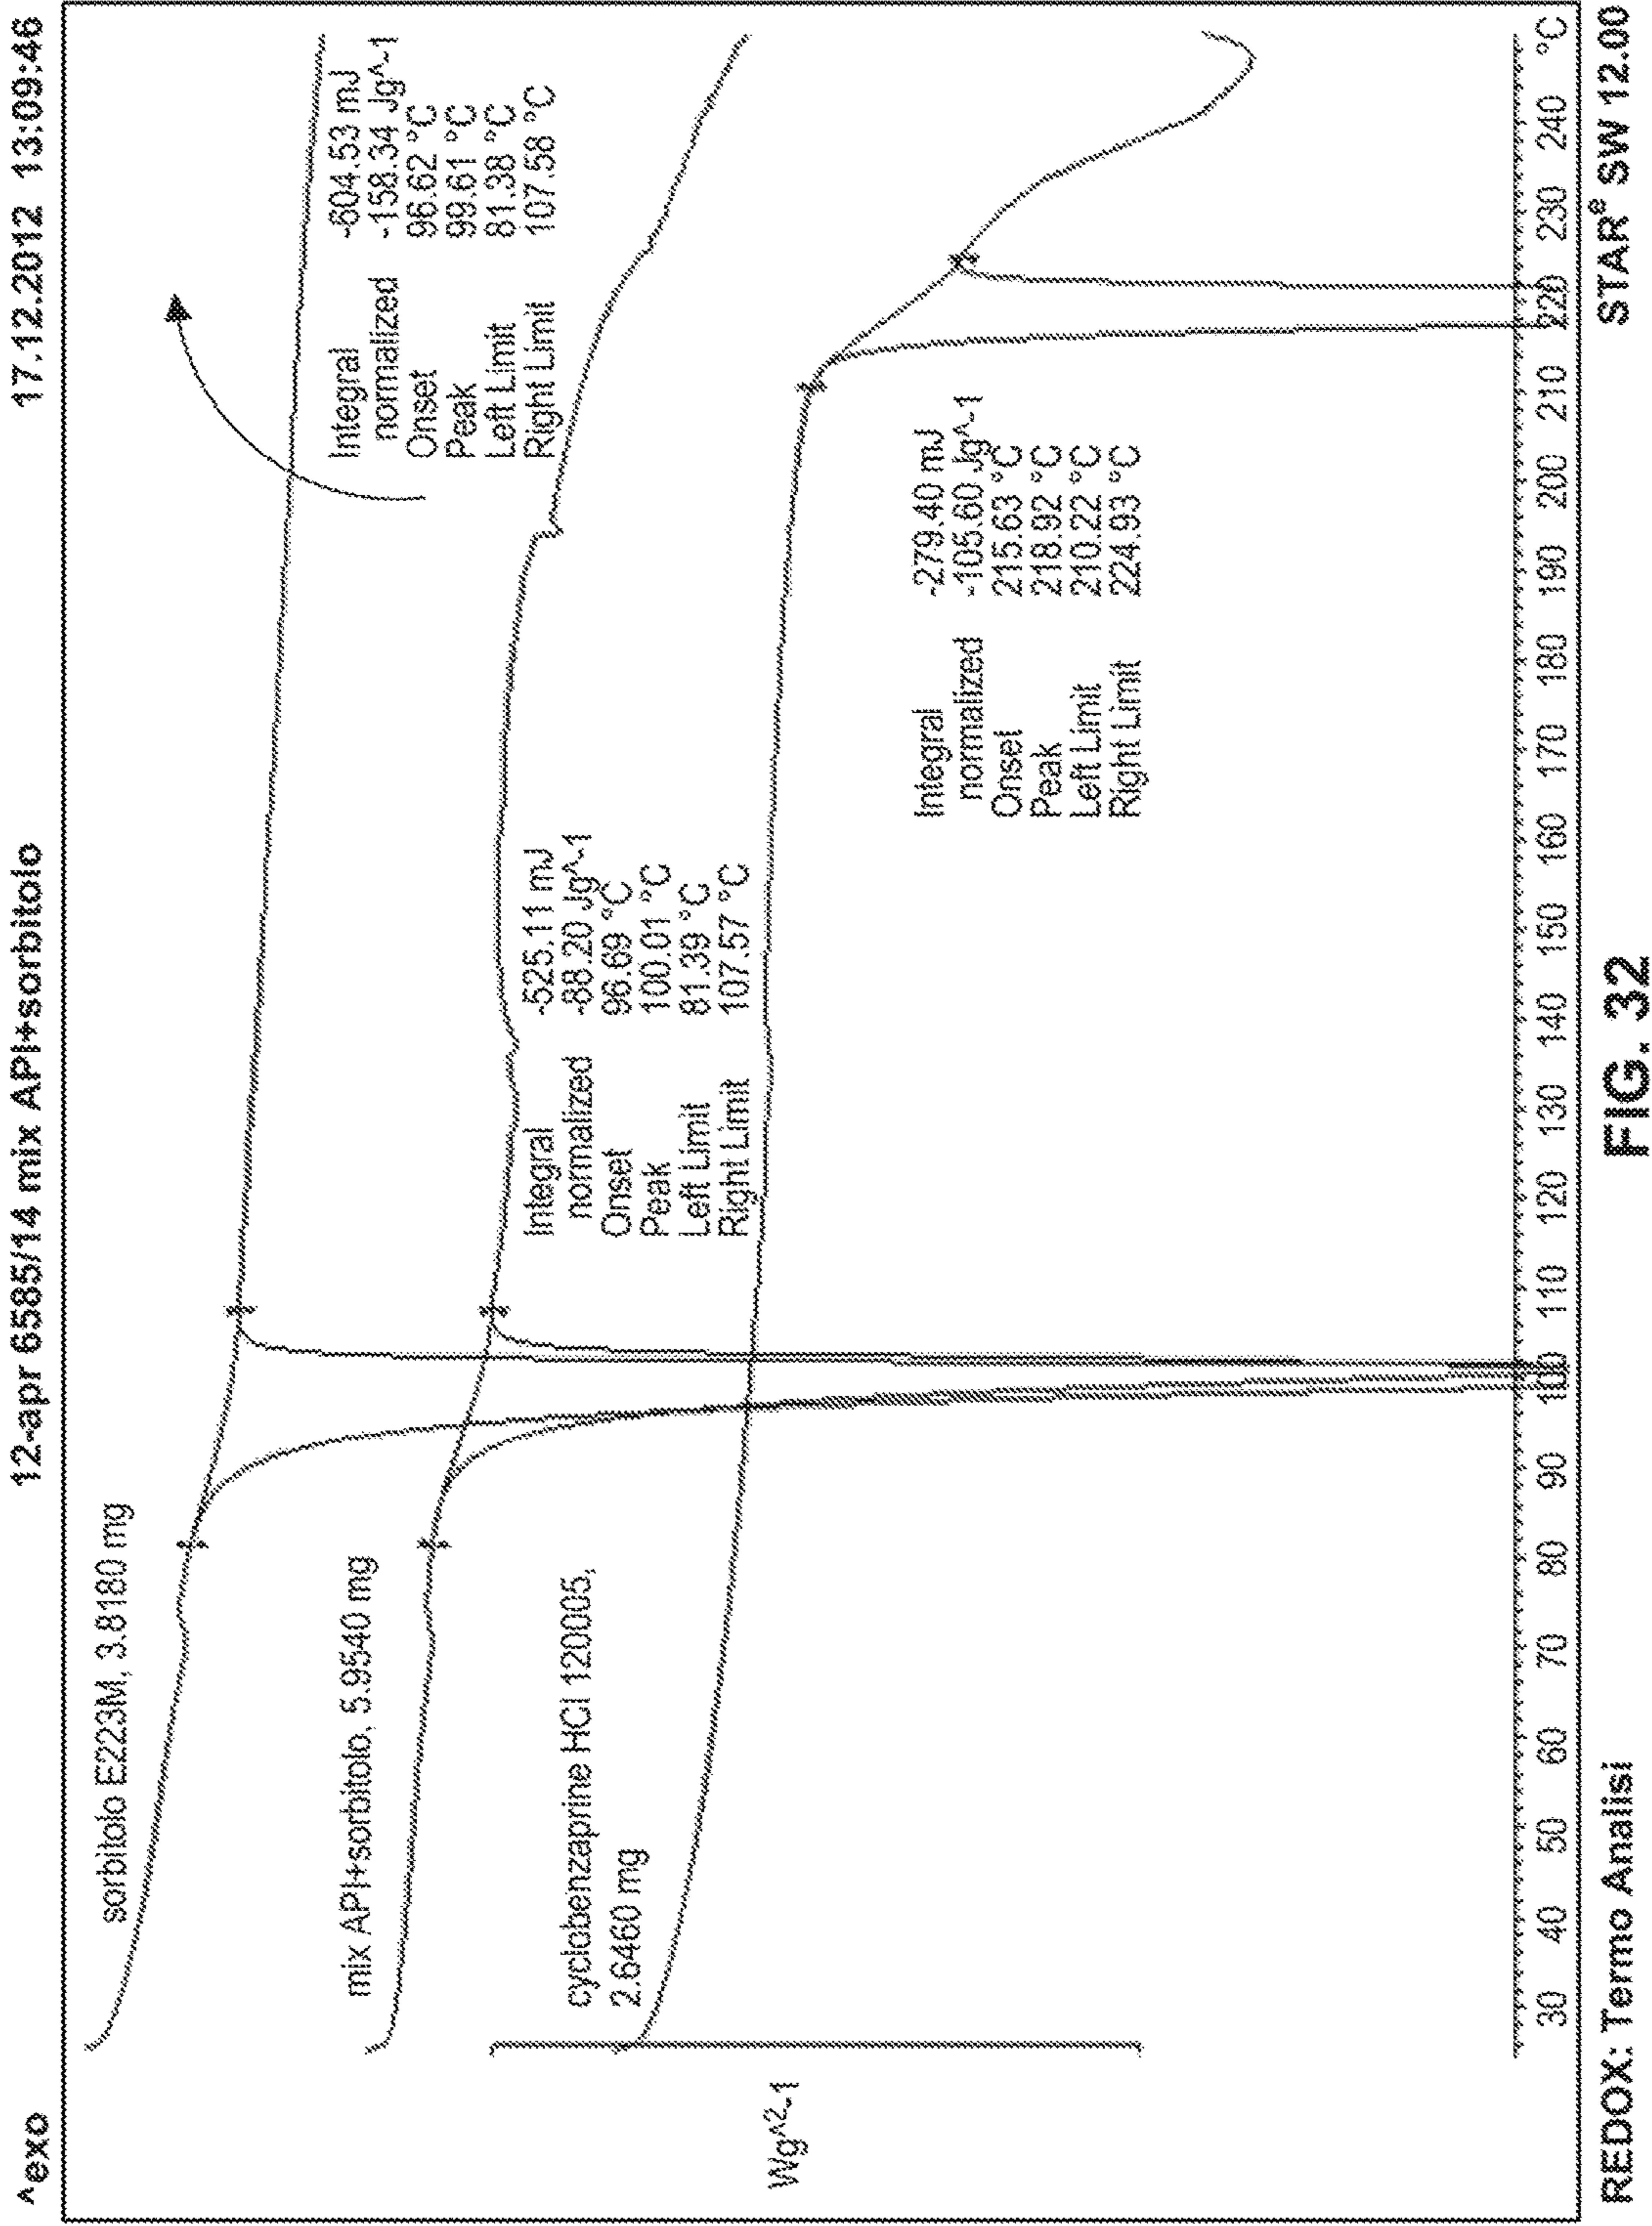 ^exo
12-apr 6585/14 mix API+sorbitolo
17.12.2012 13:09:46
sorbitolo E223M, 3.8180 mg
Integral -604.53 mJ
normalized -158.34 Jg^-1
Onset 96.62 °C
Peak 99.61 °C
Left Limit 81.38 °C
Right Limit 107.58 °C
mix API+sorbitolo, 5.9540 mg
Integral -525.11 mJ
normalized -88.20 Jg^-1
Onset 96.69 °C
Peak 100.01 °C
Left Limit 81.39 °C
Right Limit 107.57 °C
cyclobenzaprine HCl 120005,
2.6460 mg
Integral -279.40 mJ
normalized -105.60 Jg^-1
Onset 215.63 °C
Peak 218.92 °C
Left Limit 210.22 °C
Right Limit 224.93 °C
Wg^2-1
30 40 50 60 70 80 90 100 110 120 130 140 150 160 170 180 190 200 210 220 230 240 °C
REDOX: Termo Analisi
STARe SW 12.00
FIG. 32